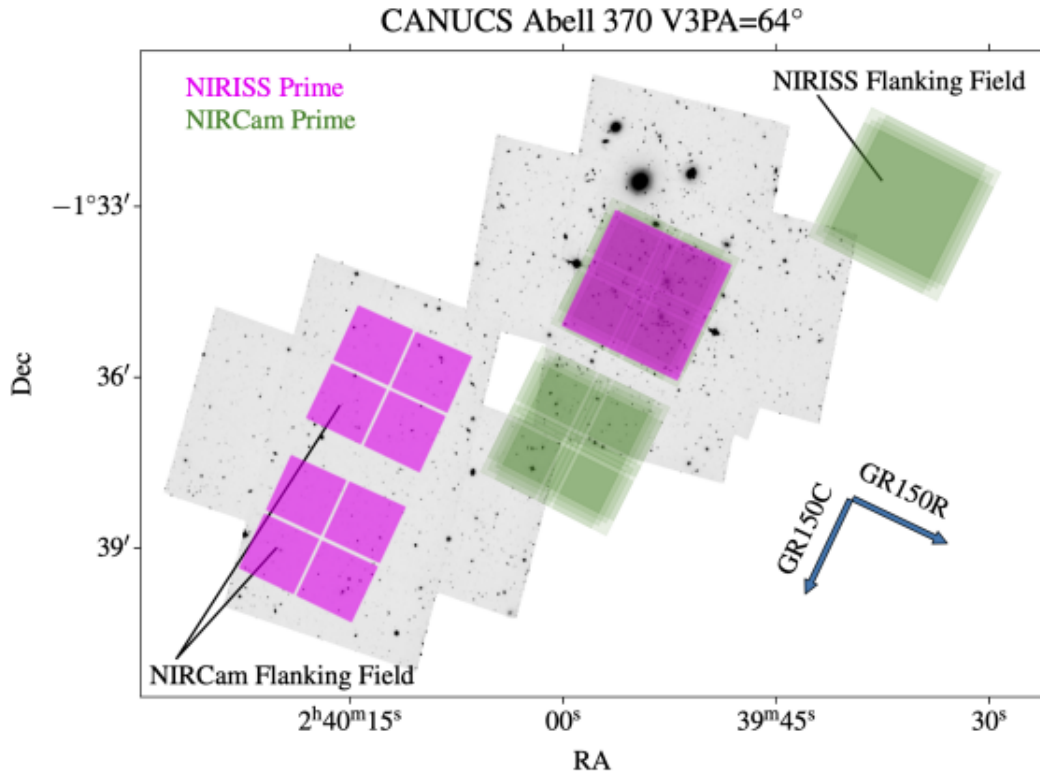 CANUCS Abell 370 V3PA=64°
NIRISS Prime
NIRCam Prime
NIRISS Flanking Field
−1°33′
36′
39′
Dec
GR150R
GR150C
NIRCam Flanking Field
2ʰ40ᵐ15ˢ
00ˢ
39ᵐ45ˢ
30ˢ
RA